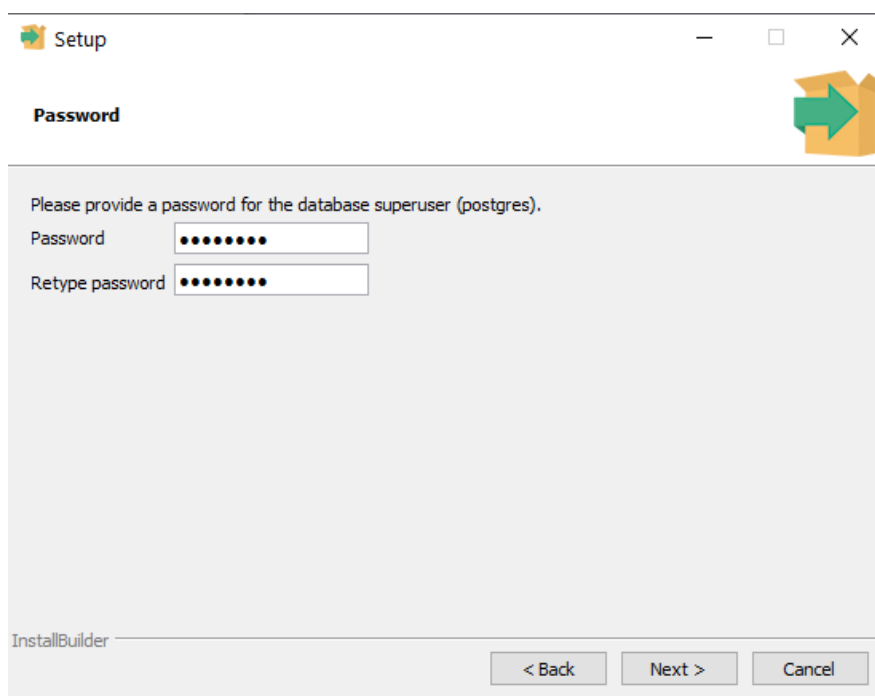 Setup
Password
Please provide a password for the database superuser (postgres).
Password ••••••••
Retype password ••••••••
InstallBuilder
< Back Next > Cancel